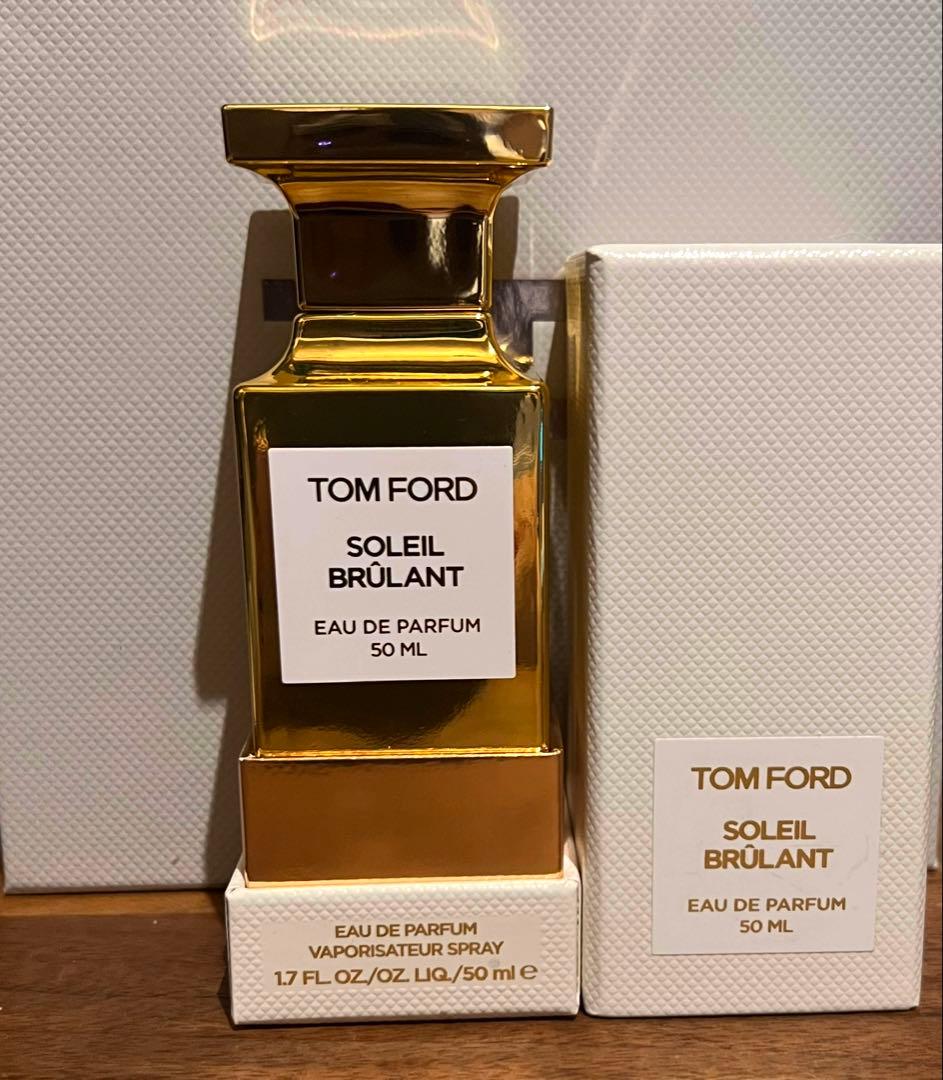 TOM FORD
SOLEIL
BRÛLANT
EAU DE PARFUM
50 ML
EAU DE PARFUM
VAPORISATEUR SPRAY
1.7 FL. OZ./OZ. LIQ./50 ml ℮
TOM FORD
SOLEIL
BRÛLANT
EAU DE PARFUM
50 ML